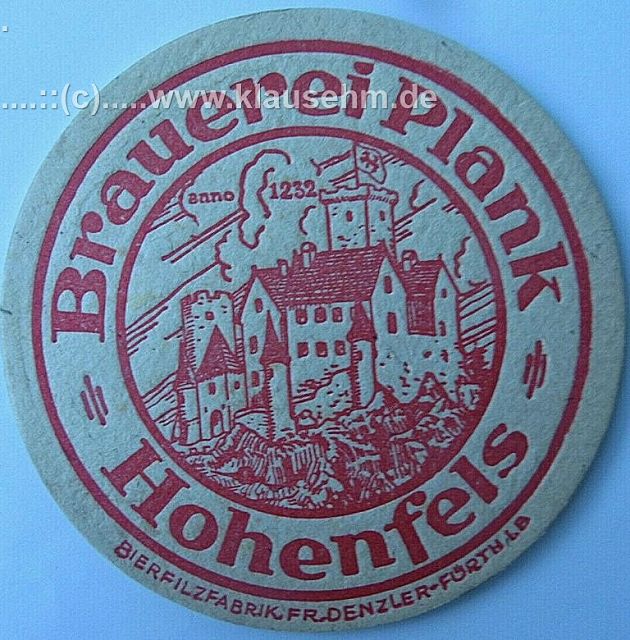 .....::(c).....www.klausehm.de
Brauerei Plank
anno 1232
Hohenfels
BIERFILZFABRIK FR. DENZLER-FÜRTH I.B